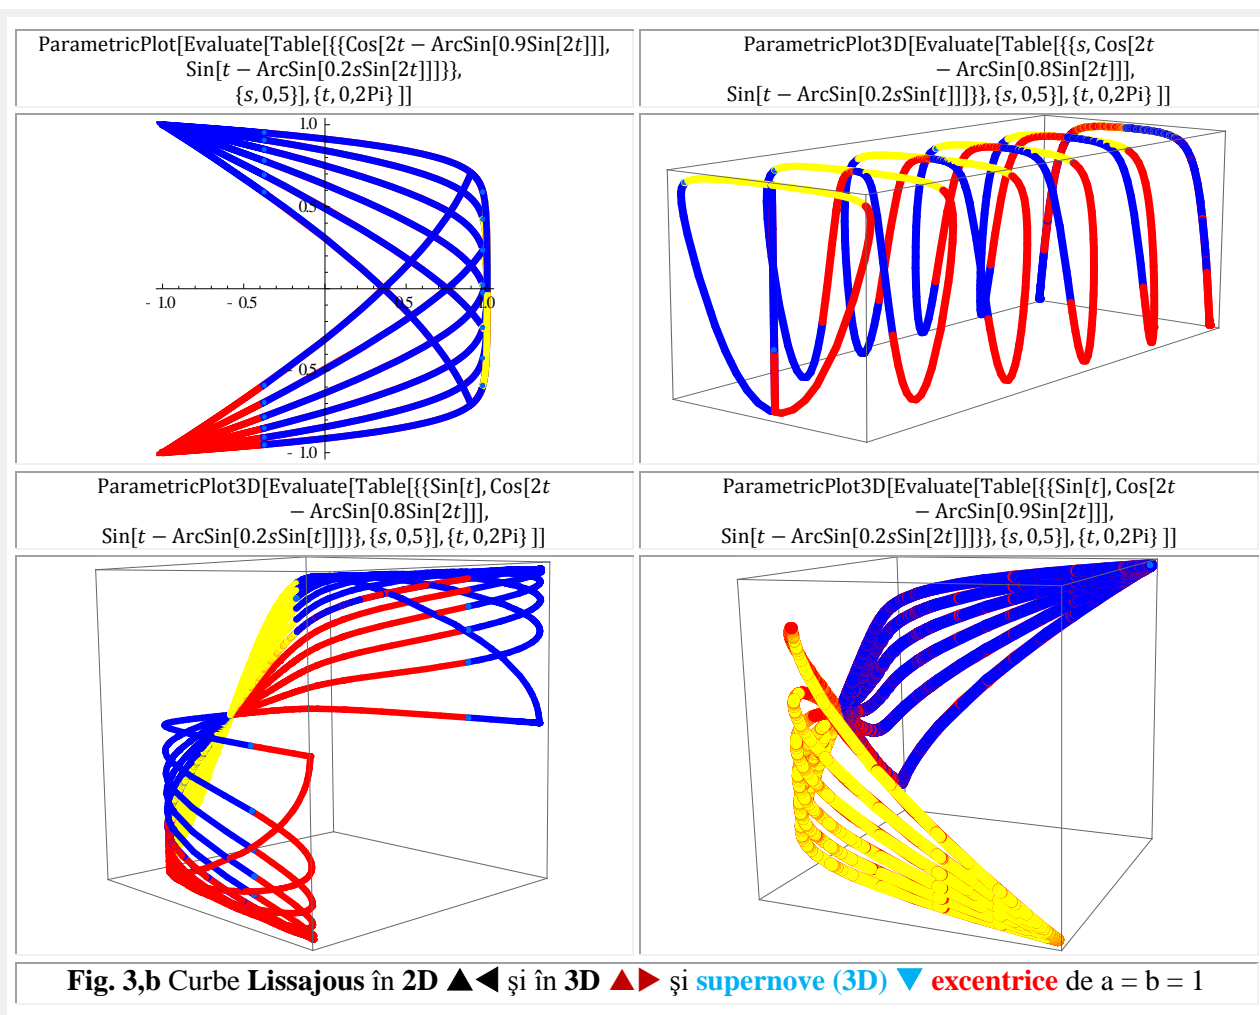 ParametricPlot[Evaluate[Table[{{Cos[2t − ArcSin[0.9Sin[2t]]],
Sin[t − ArcSin[0.2sSin[2t]]]}},
{s, 0,5}], {t, 0,2Pi} ]]
ParametricPlot3D[Evaluate[Table[{{s, Cos[2t
− ArcSin[0.8Sin[2t]]],
Sin[t − ArcSin[0.2sSin[t]]]}}, {s, 0,5}], {t, 0,2Pi} ]]
1.0
0.5
- 1.0
- 0.5
0.5
1.0
- 0.5
- 1.0
ParametricPlot3D[Evaluate[Table[{{Sin[t], Cos[2t
− ArcSin[0.8Sin[2t]]],
Sin[t − ArcSin[0.2sSin[t]]]}}, {s, 0,5}], {t, 0,2Pi} ]]
ParametricPlot3D[Evaluate[Table[{{Sin[t], Cos[2t
− ArcSin[0.9Sin[2t]]],
Sin[t − ArcSin[0.2sSin[2t]]]}}, {s, 0,5}], {t, 0,2Pi} ]]
Fig. 3,b Curbe Lissajous în 2D ▲◀ şi în 3D ▲▶ şi supernove (3D) ▼ excentrice de a = b = 1